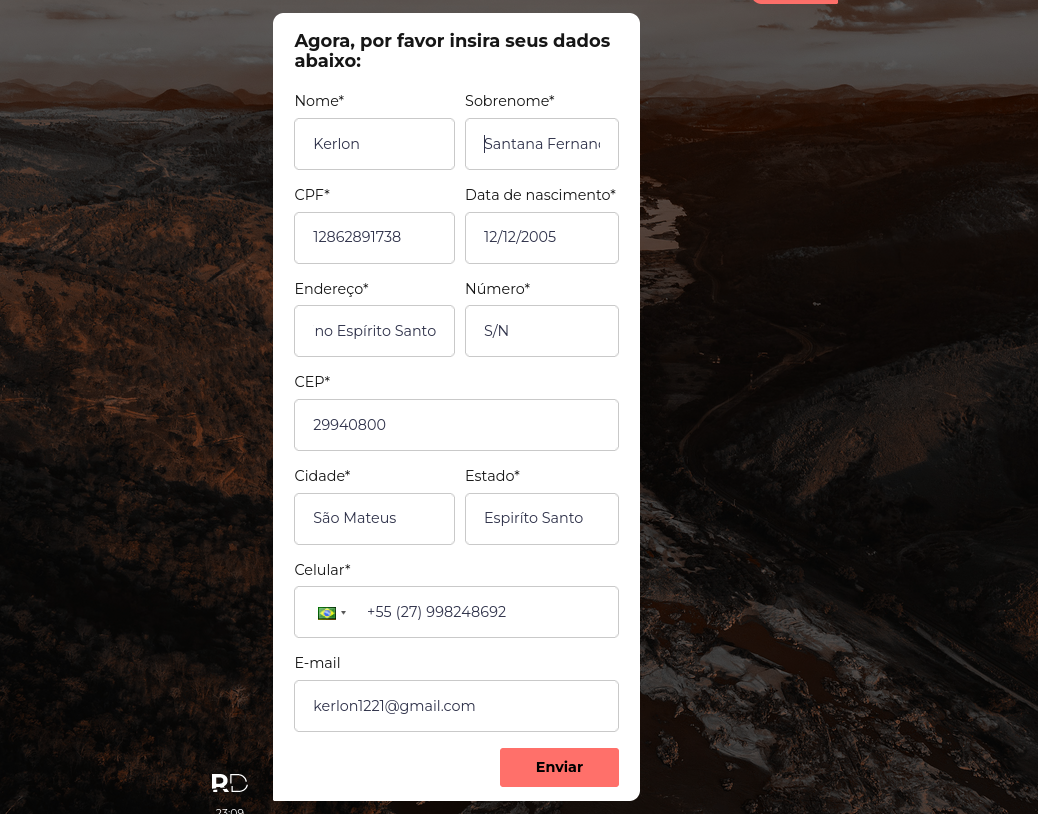 Agora, por favor insira seus dados
abaixo:
Nome* Sobrenome*
Kerlon Santana
CPF* Data de nascimento*
12862891738 12/12/2005
Endereço* Número*
no Espírito Santo S/N
CEP*
29940800
Cidade* Estado*
São Mateus Espiríto Santo
Celular*
+55 (27) 998248692
E-mail
kerlon1221@gmail.com
Enviar
RD
23:09